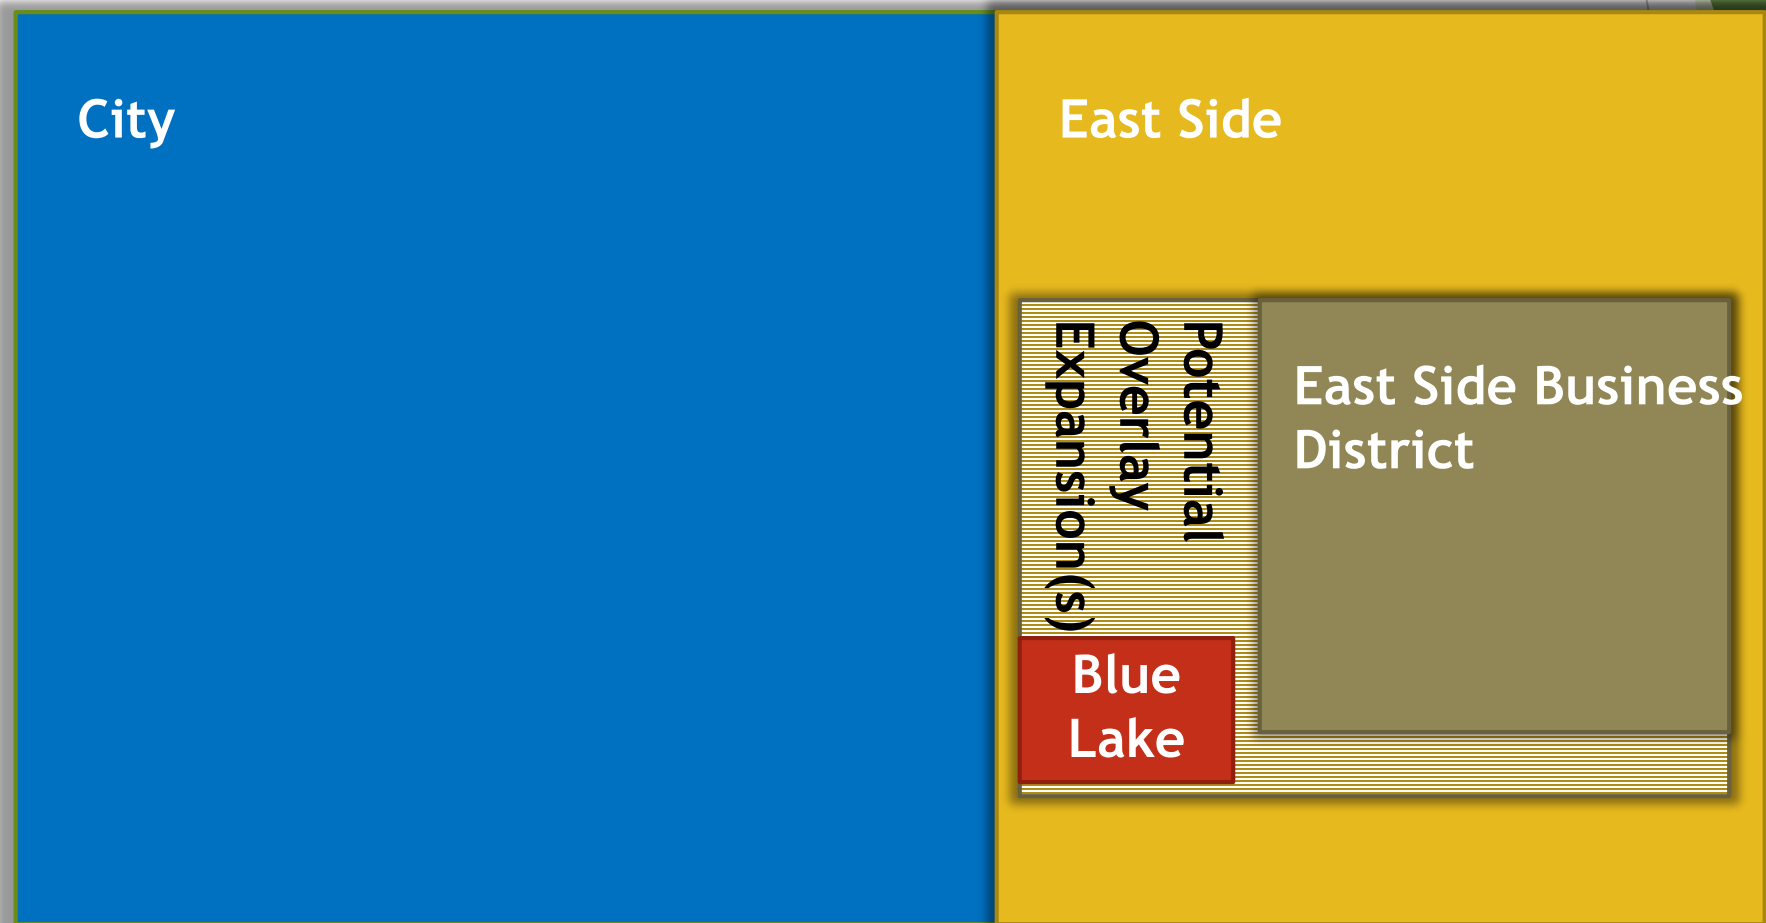 City
East Side
Potential
Overlay
Expansion(s)
East Side Business
District
Blue
Lake